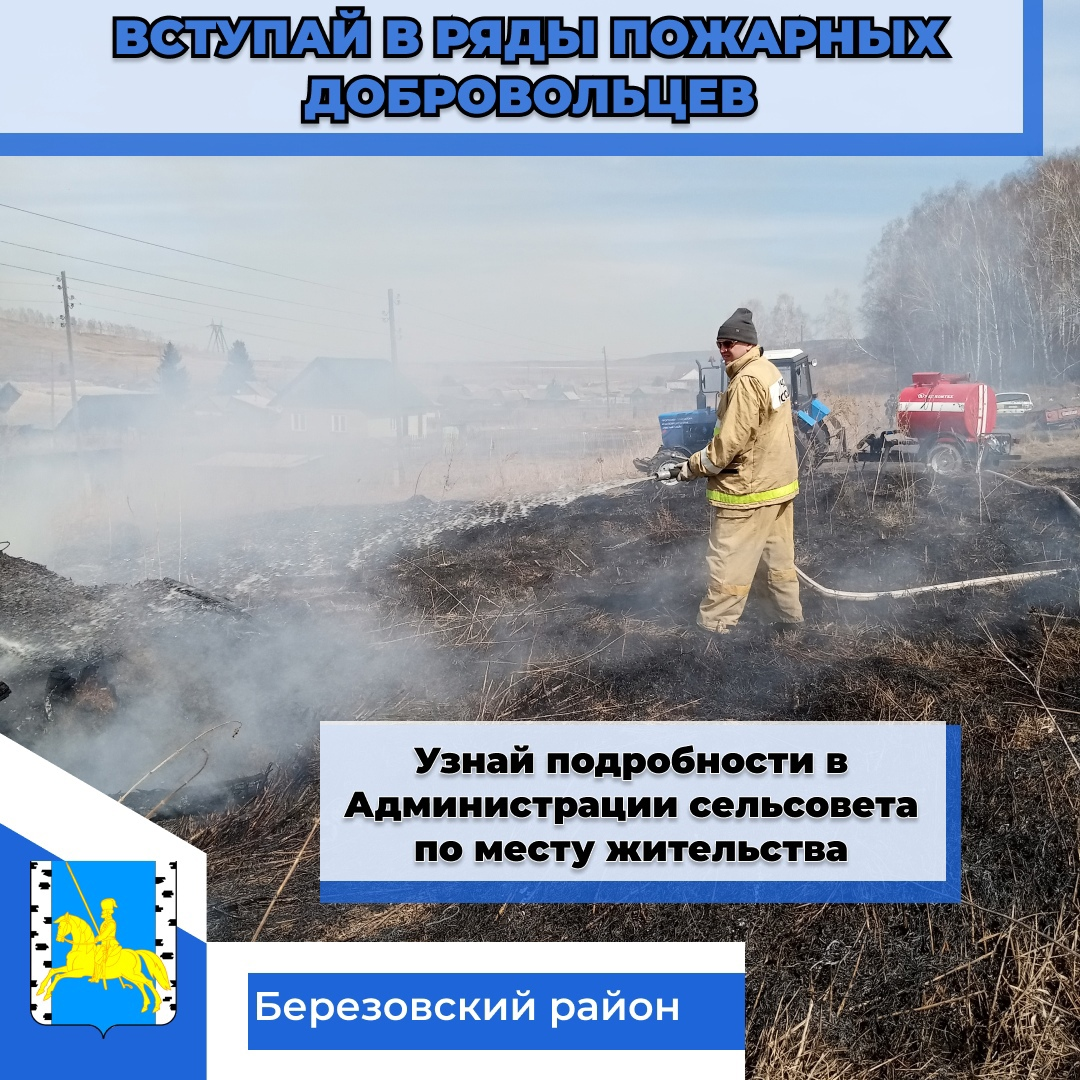 ВСТУПАЙ В РЯДЫ ПОЖАРНЫХ
ДОБРОВОЛЬЦЕВ
Узнай подробности в
Администрации сельсовета
по месту жительства
Березовский район